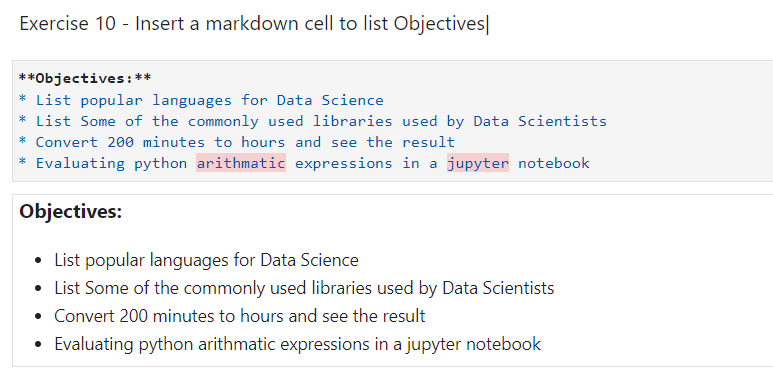 Exercise 10 - Insert a markdown cell to list Objectives
**Objectives:**
* List popular languages for Data Science
* List Some of the commonly used libraries used by Data Scientists
* Convert 200 minutes to hours and see the result
* Evaluating python arithmatic expressions in a jupyter notebook
Objectives:
• List popular languages for Data Science
• List Some of the commonly used libraries used by Data Scientists
• Convert 200 minutes to hours and see the result
• Evaluating python arithmatic expressions in a jupyter notebook